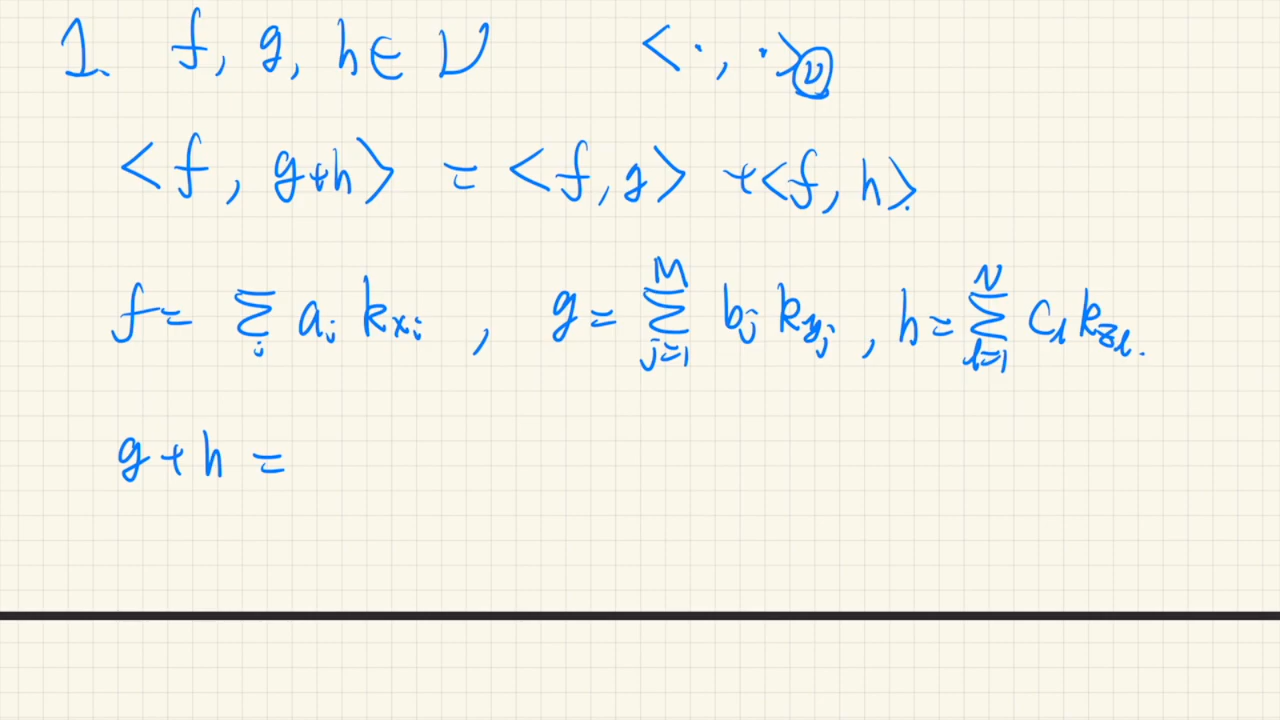 1. f, g, h ∈ V <·, ·>_V
<f, g+h> = <f, g> + <f, h>.
f = Σ_i a_i k_{x_i} , g = Σ_{j=1}^{M} b_j k_{y_j} , h = Σ_{l=1}^{N} c_l k_{z_l}.
g + h =